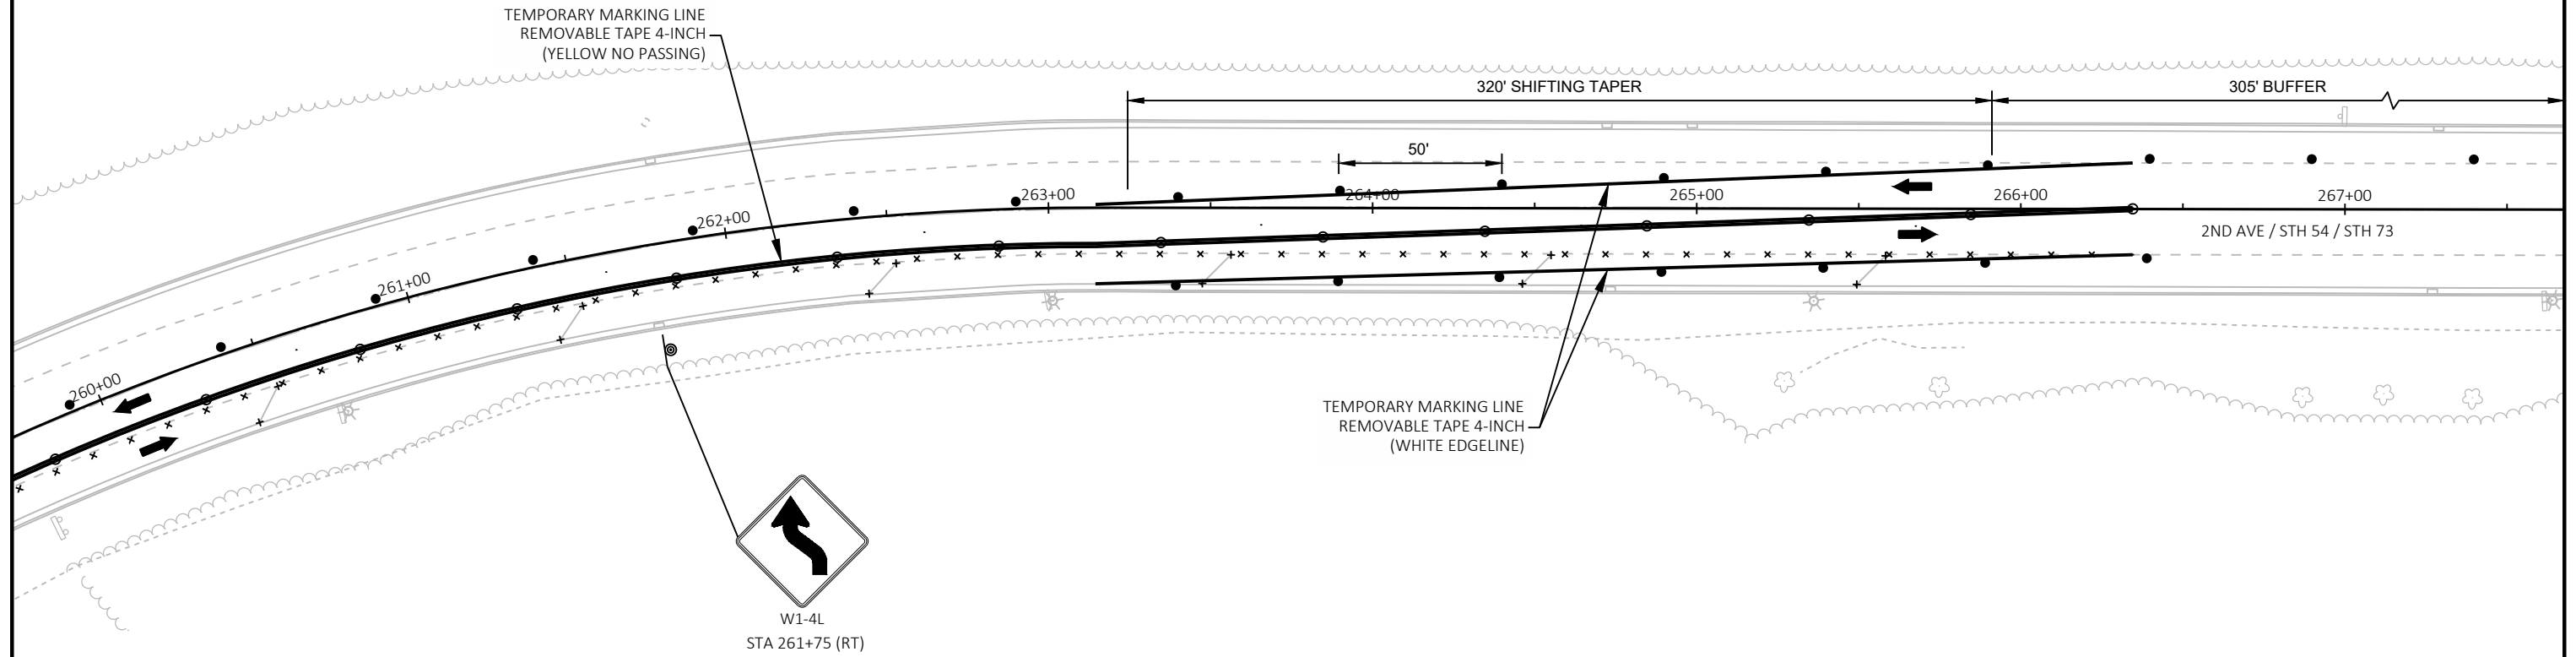 TEMPORARY MARKING LINE
REMOVABLE TAPE 4-INCH
(YELLOW NO PASSING)
320' SHIFTING TAPER
305' BUFFER
50'
260+00
261+00
262+00
263+00
264+00
265+00
266+00
267+00
2ND AVE / STH 54 / STH 73
TEMPORARY MARKING LINE
REMOVABLE TAPE 4-INCH
(WHITE EDGELINE)
W1-4L
STA 261+75 (RT)